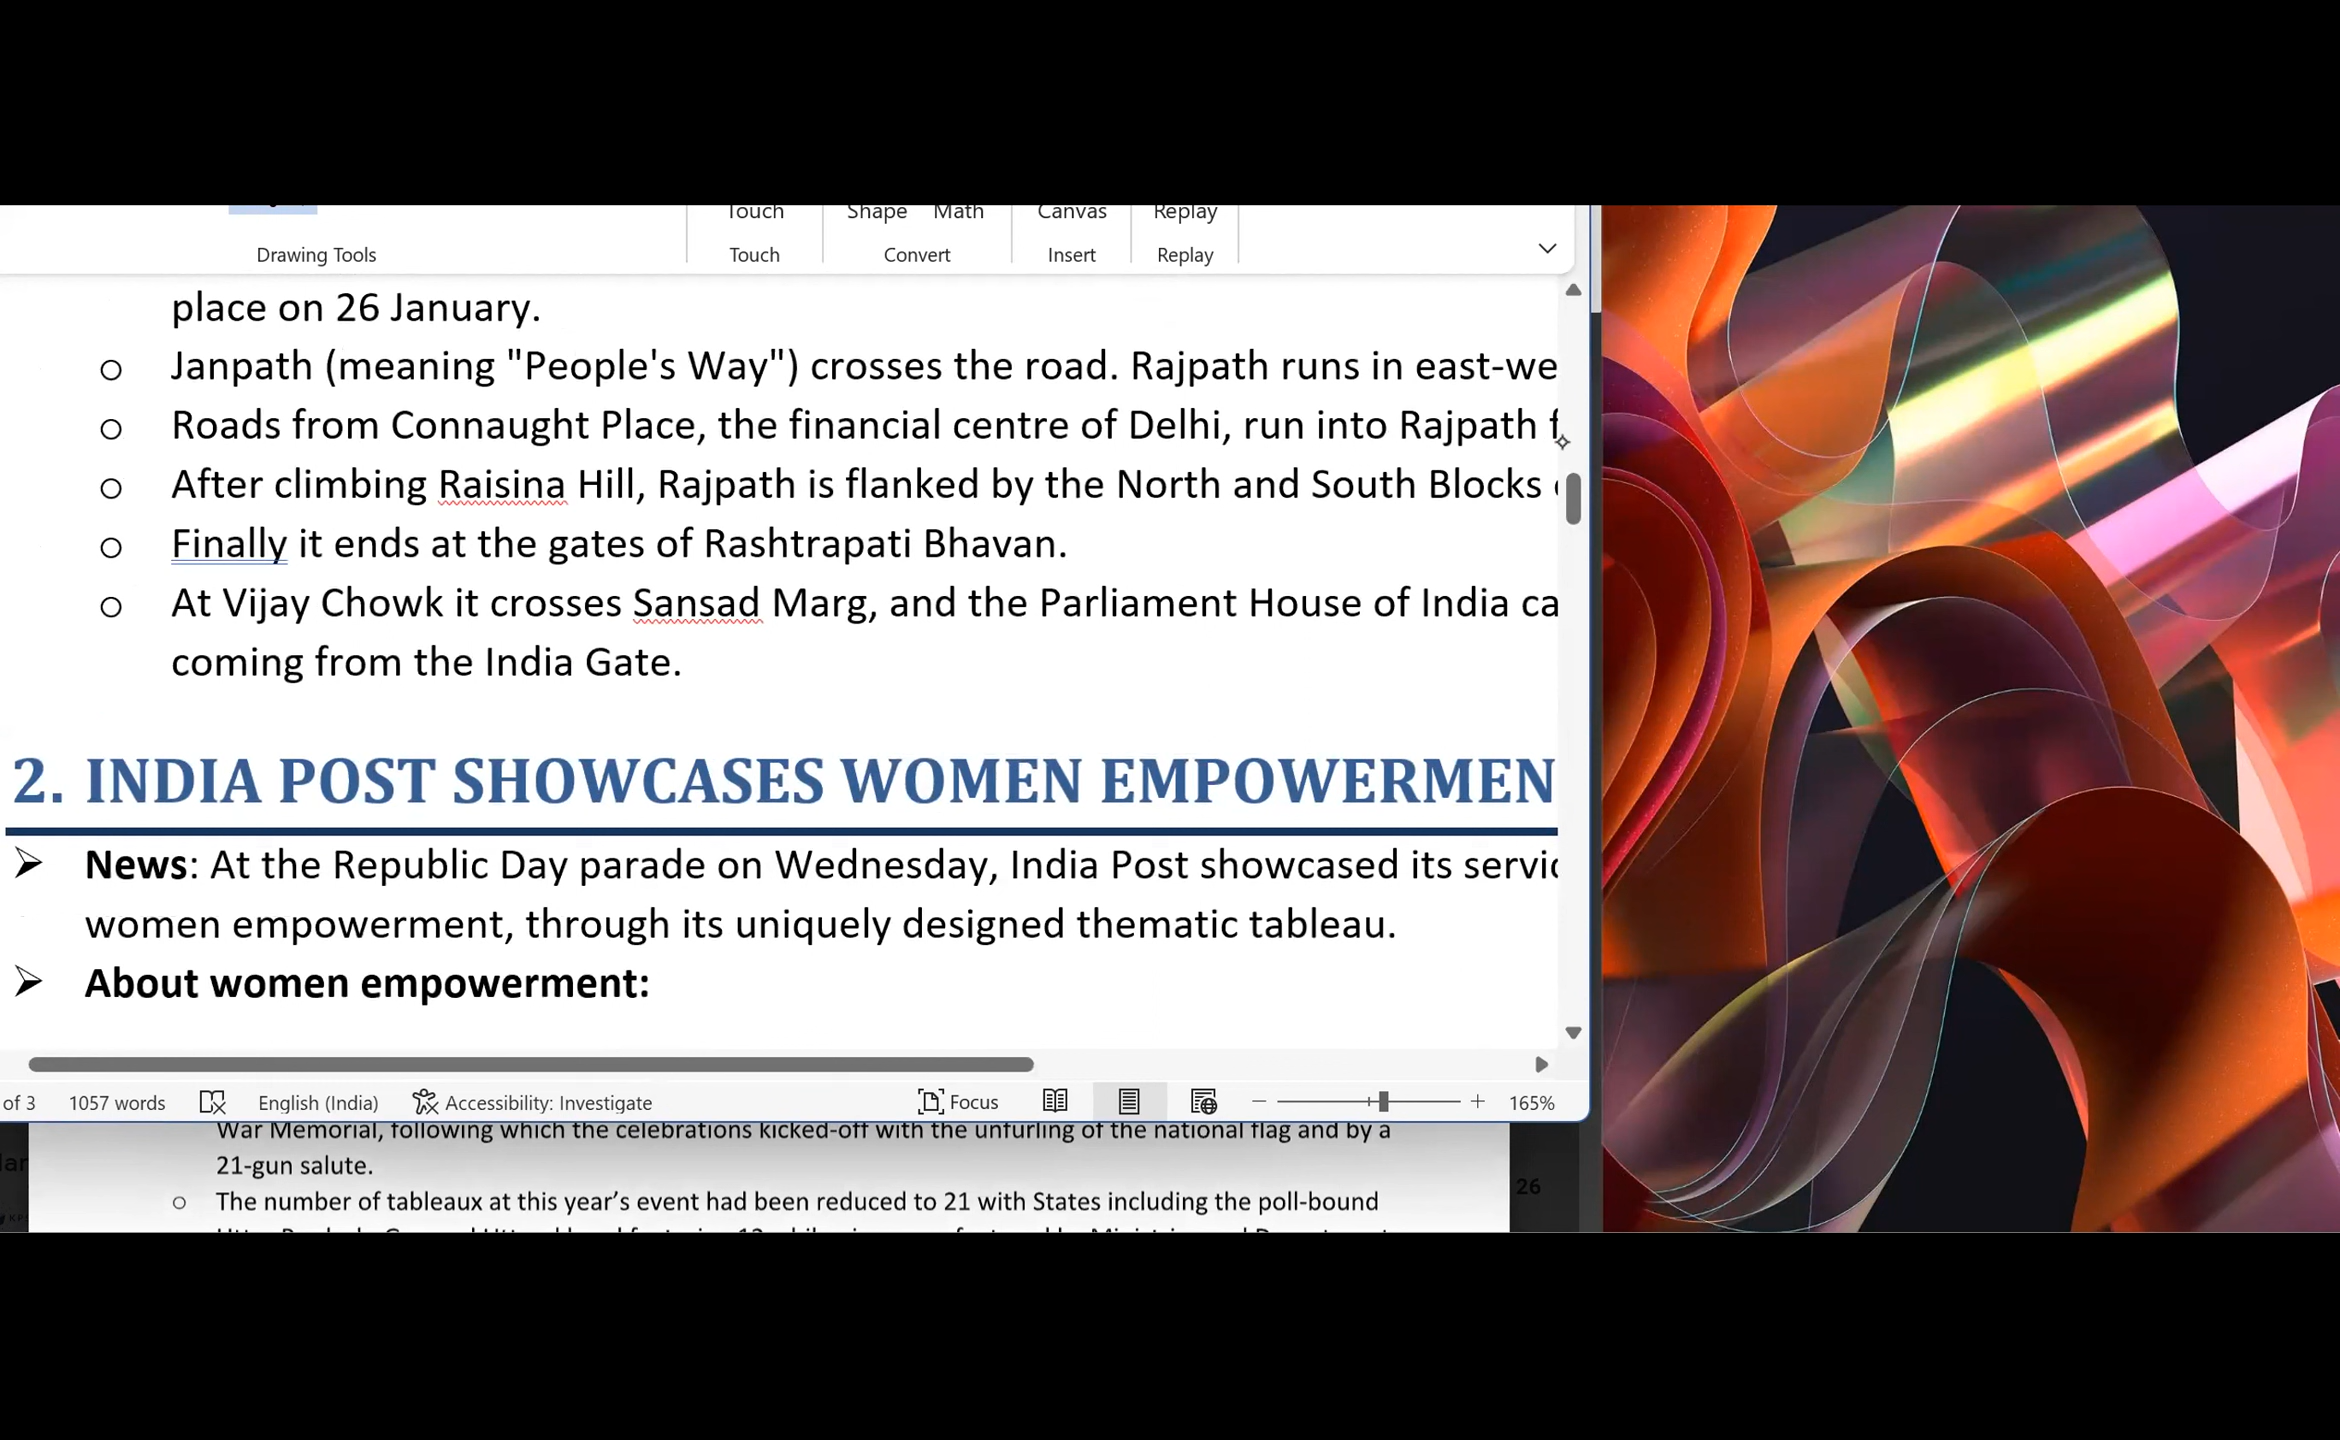 Touch Shape Math Canvas Replay
Drawing Tools Touch Convert Insert Replay
place on 26 January.
o Janpath (meaning "People's Way") crosses the road. Rajpath runs in east-we
o Roads from Connaught Place, the financial centre of Delhi, run into Rajpath f
o After climbing Raisina Hill, Rajpath is flanked by the North and South Blocks
o Finally it ends at the gates of Rashtrapati Bhavan.
o At Vijay Chowk it crosses Sansad Marg, and the Parliament House of India ca
coming from the India Gate.
2. INDIA POST SHOWCASES WOMEN EMPOWERMEN
➢ News: At the Republic Day parade on Wednesday, India Post showcased its servic
women empowerment, through its uniquely designed thematic tableau.
➢ About women empowerment:
of 3 1057 words English (India) Accessibility: Investigate Focus 165%
War Memorial, following which the celebrations kicked-off with the unfurling of the national flag and by a
21-gun salute.
26
o The number of tableaux at this year’s event had been reduced to 21 with States including the poll-bound